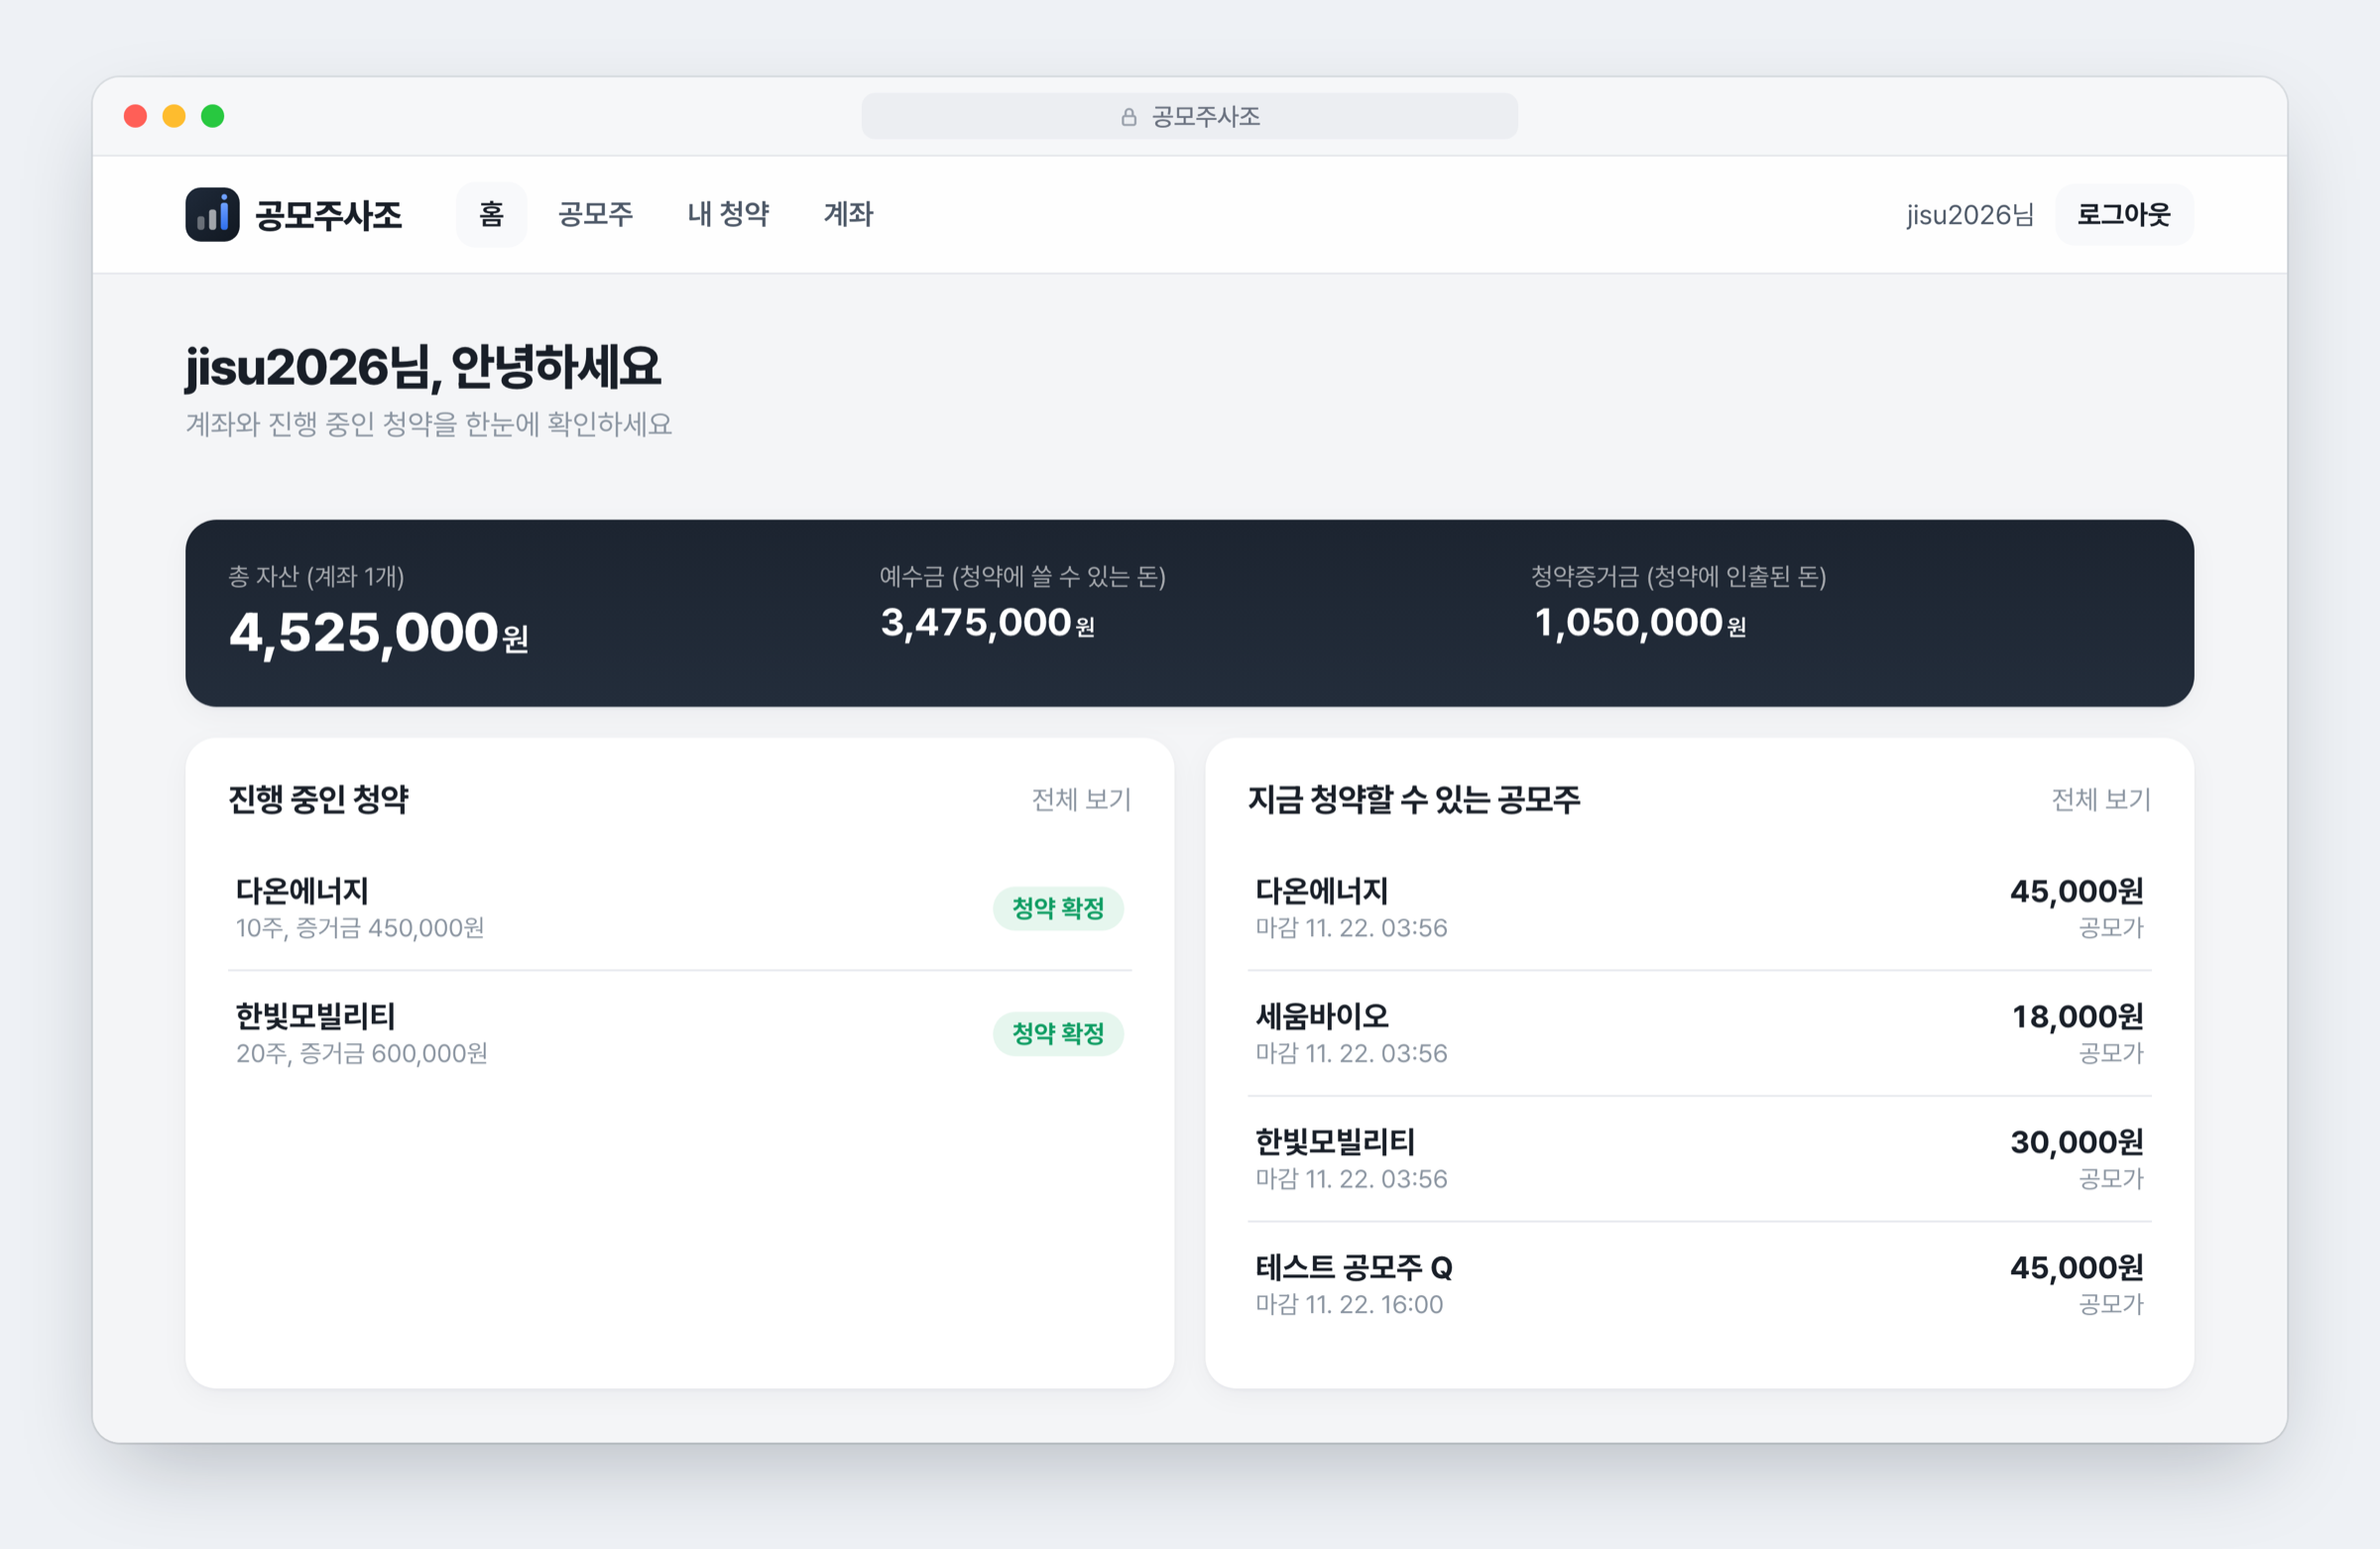 공모주사조
공모주사조 홈 공모주 내 청약 계좌 jisu2026님 로그아웃
jisu2026님, 안녕하세요
계좌와 진행 중인 청약을 한눈에 확인하세요
총 자산 (계좌 1개)
4,525,000원
예수금 (청약에 쓸 수 있는 돈)
3,475,000원
청약증거금 (청약에 인출된 돈)
1,050,000원
진행 중인 청약 전체 보기
다온에너지
10주, 증거금 450,000원
청약 확정
한빛모빌리티
20주, 증거금 600,000원
청약 확정
지금 청약할 수 있는 공모주 전체 보기
다온에너지 45,000원
마감 11. 22. 03:56 공모가
세움바이오 18,000원
마감 11. 22. 03:56 공모가
한빛모빌리티 30,000원
마감 11. 22. 03:56 공모가
테스트 공모주 Q 45,000원
마감 11. 22. 16:00 공모가